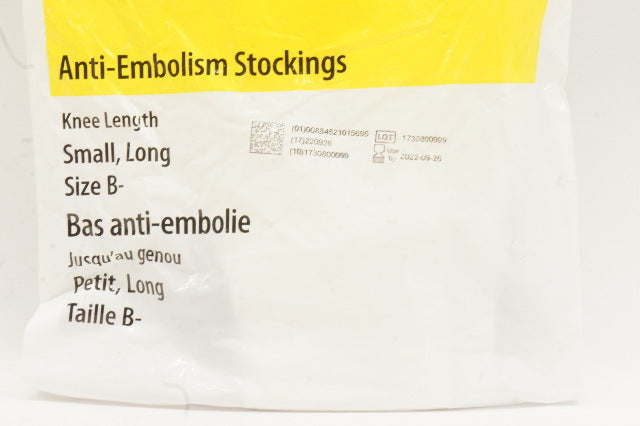 Anti-Embolism Stockings
Knee Length
Small, Long
Size B-
Bas anti-embolie
Jusqu'au genou
Petit, Long
Taille B-
(01)00884521015695
(17)220926
(10)1730800099
LOT 1730800099
Use by 2022-09-26